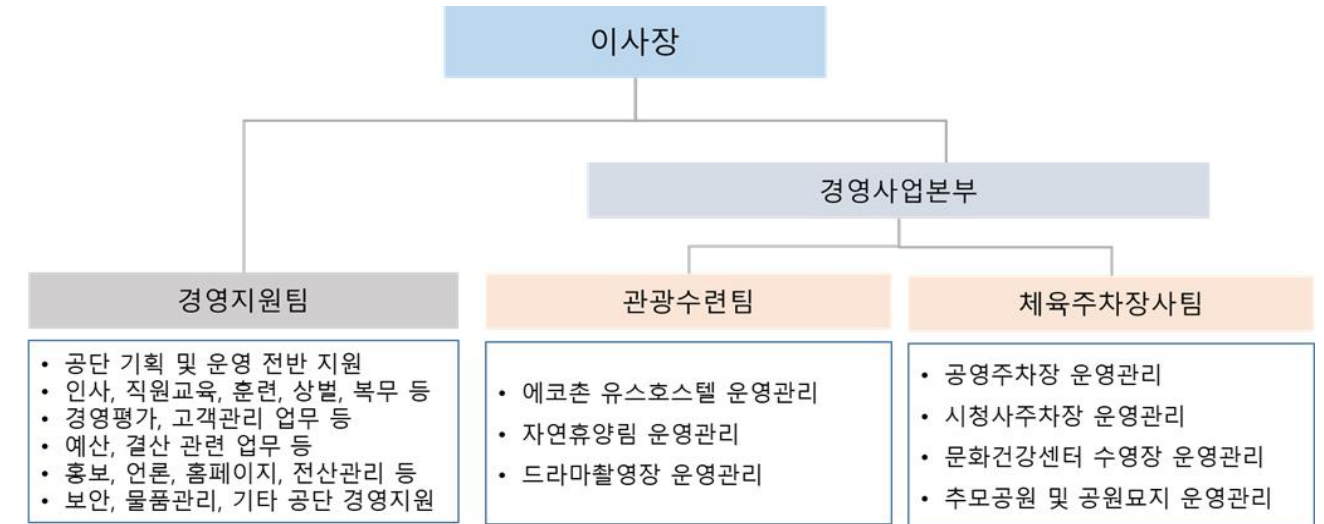 이사장
경영사업본부
경영지원팀
• 공단 기획 및 운영 전반 지원
• 인사, 직원교육, 훈련, 상벌, 복무 등
• 경영평가, 고객관리 업무 등
• 예산, 결산 관련 업무 등
• 홍보, 언론, 홈페이지, 전산관리 등
• 보안, 물품관리, 기타 공단 경영지원
관광수련팀
• 에코촌 유스호스텔 운영관리
• 자연휴양림 운영관리
• 드라마촬영장 운영관리
체육주차장사팀
• 공영주차장 운영관리
• 시청사주차장 운영관리
• 문화건강센터 수영장 운영관리
• 추모공원 및 공원묘지 운영관리